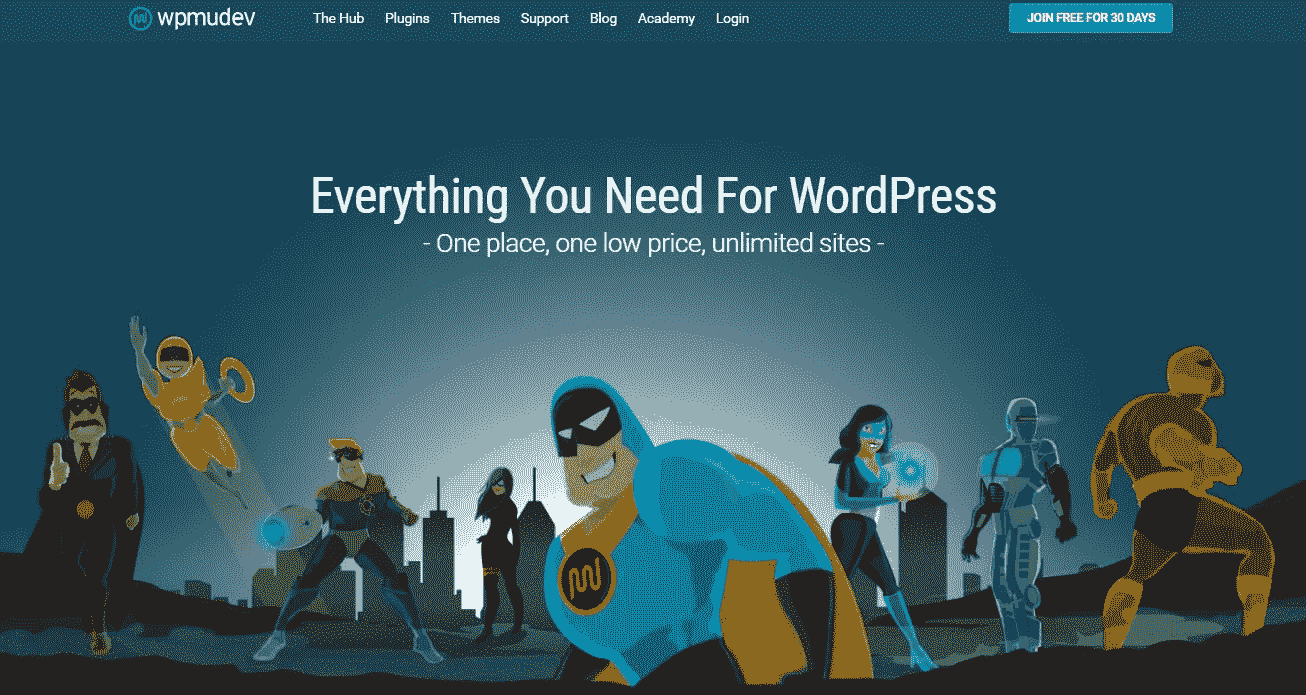 wpmudev
The Hub Plugins Themes Support Blog Academy Login
JOIN FREE FOR 30 DAYS
Everything You Need For WordPress
- One place, one low price, unlimited sites -